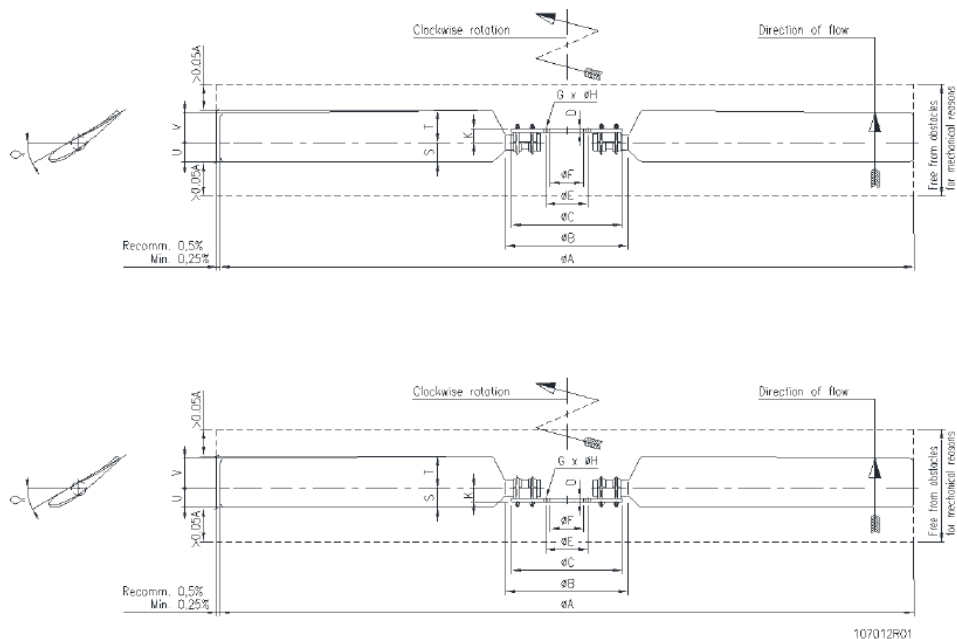 Clockwise rotation
Direction of flow
>0.05A
G x øH
D
V
T
K
Q
U
S
Free from obstacles
for mechanical reasons
>0.05A
øF
øE
øC
øB
Recomm. 0,5%
Min. 0,25%
øA
Clockwise rotation
Direction of flow
>0.05A
G x øH
D
V
T
K
Q
U
S
Free from obstacles
for mechanical reasons
>0.05A
øF
øE
øC
øB
Recomm. 0,5%
Min. 0,25%
øA
107012R01